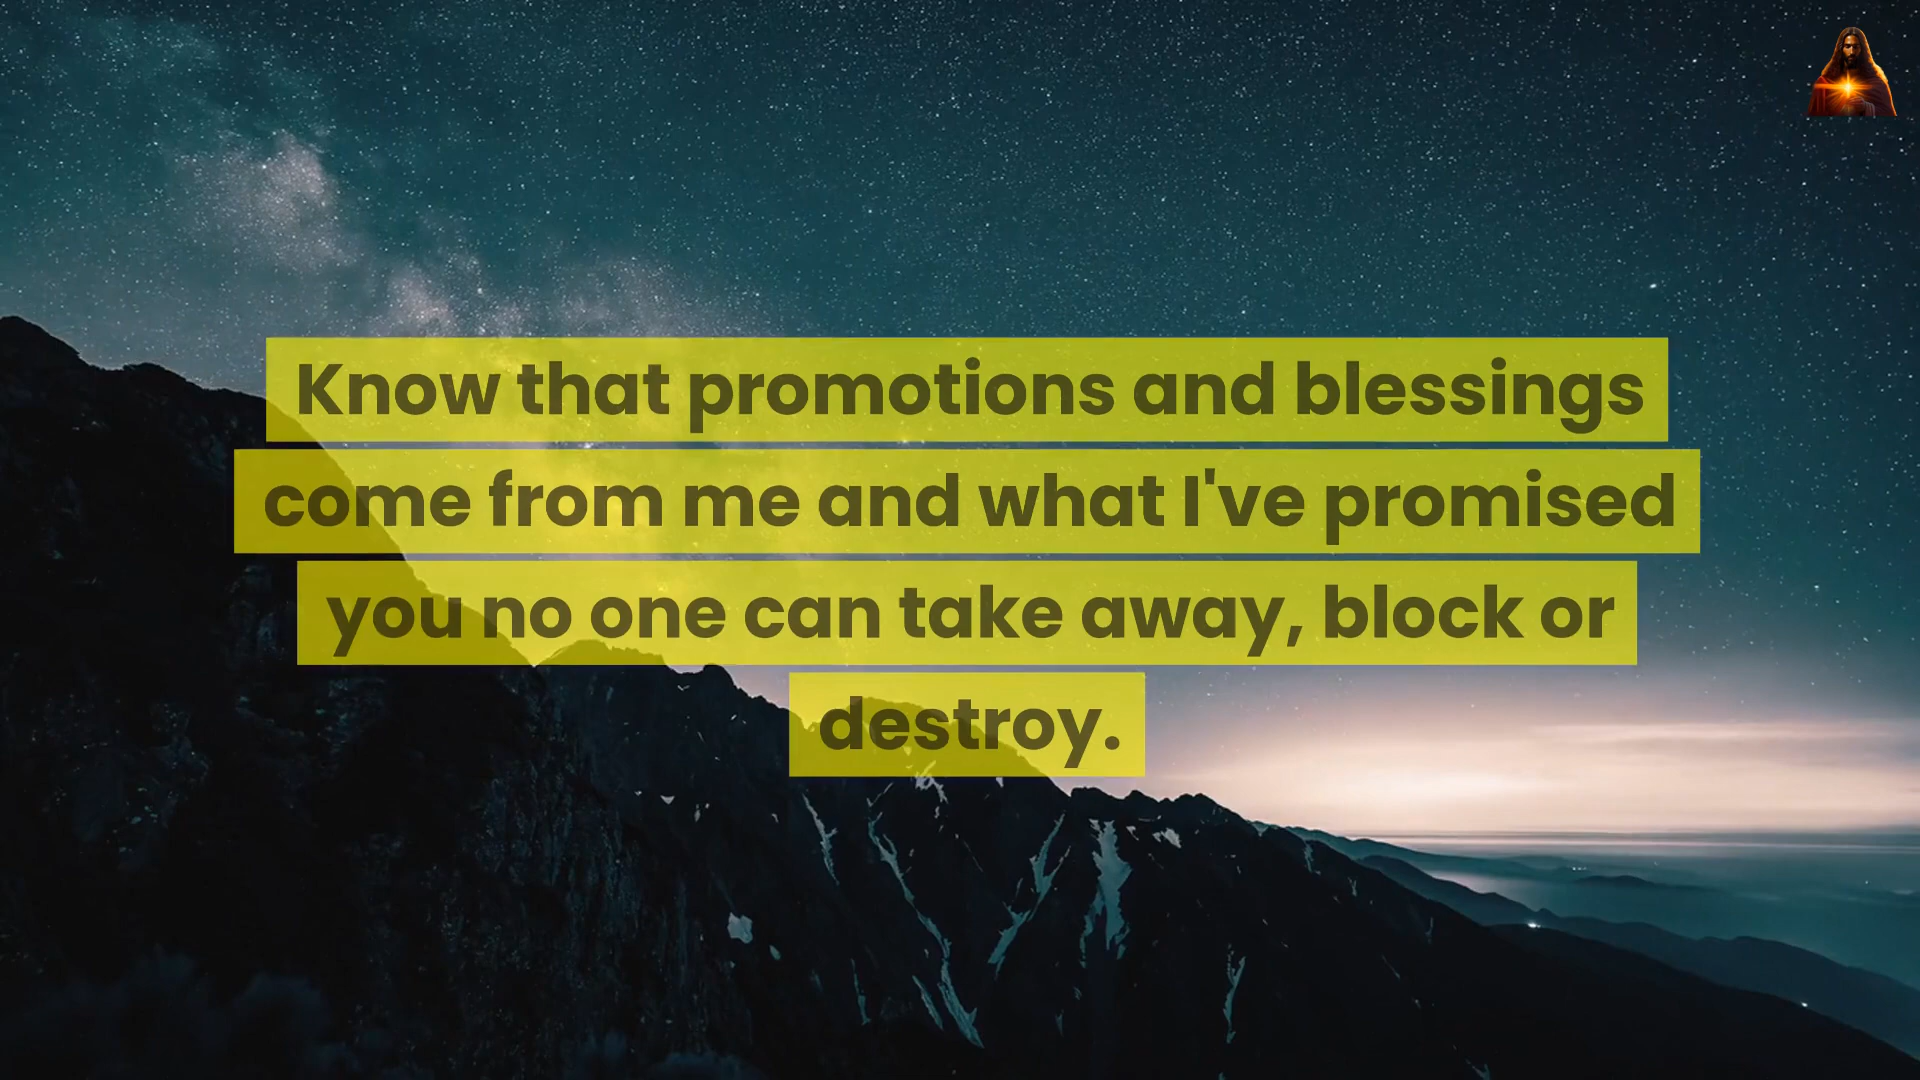 Know that promotions and blessings
come from me and what I've promised
you no one can take away, block or
destroy.